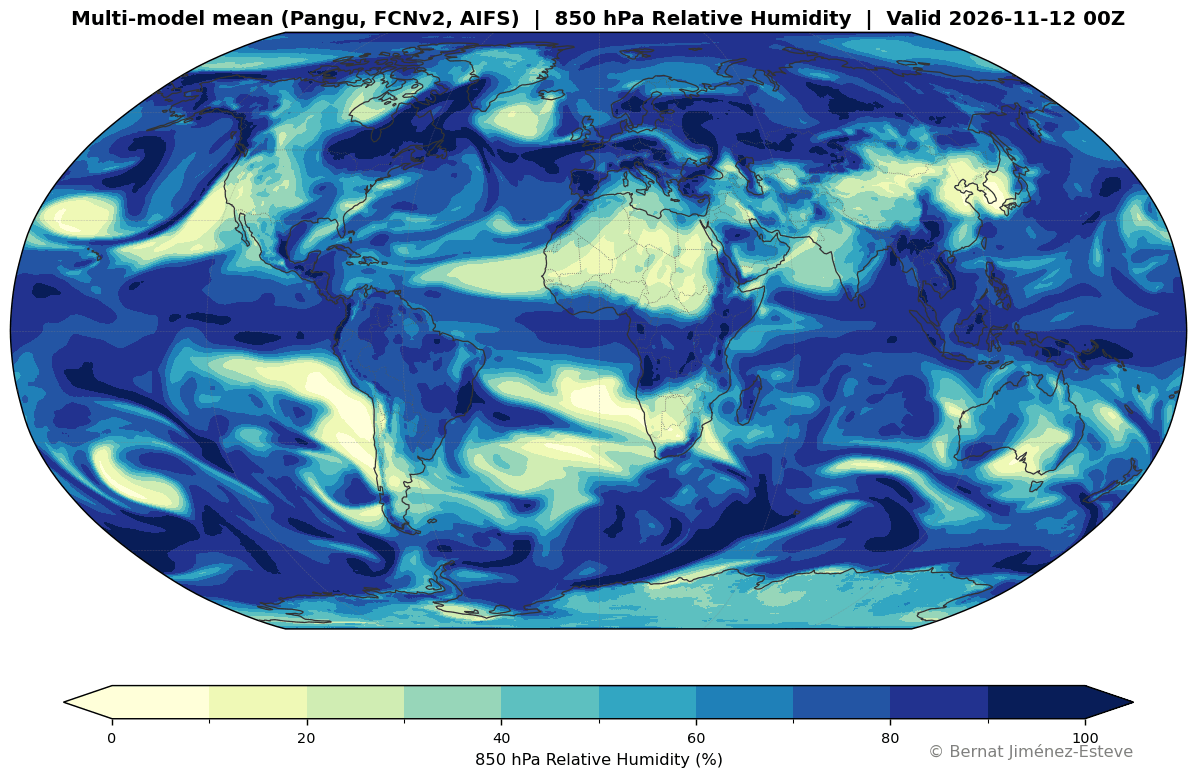 Multi-model mean (Pangu, FCNv2, AIFS) | 850 hPa Relative Humidity | Valid 2026-11-12 00Z
0 20 40 60 80 100
850 hPa Relative Humidity (%)
© Bernat Jiménez-Esteve